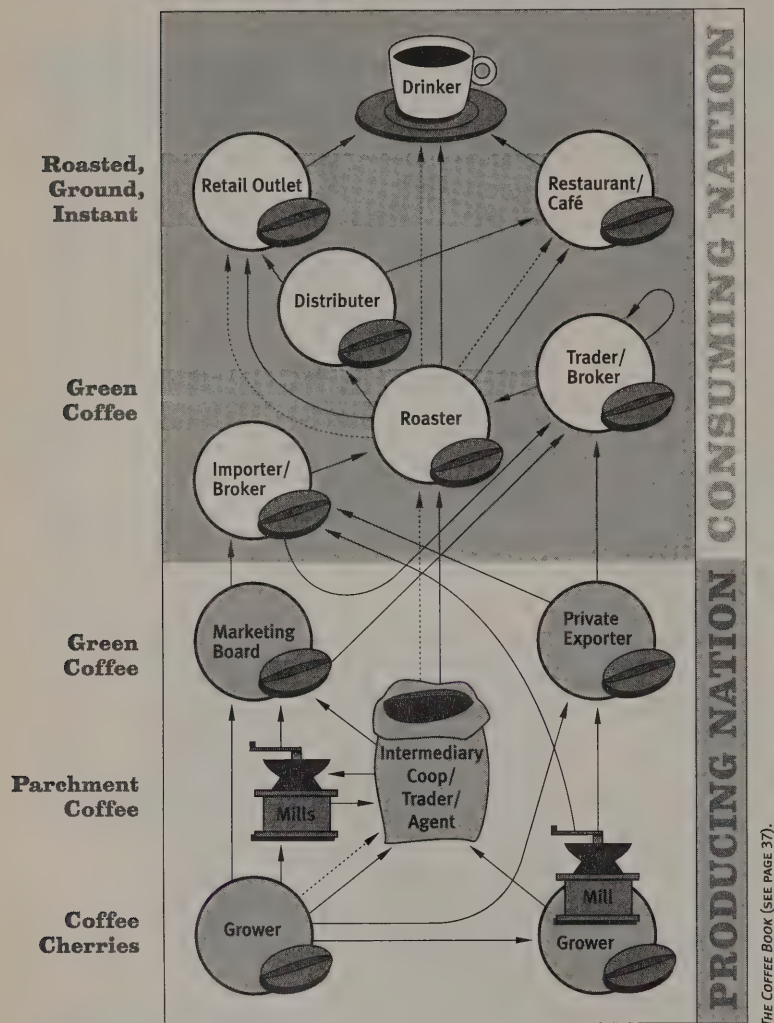 Drinker
Roasted,
Ground,
Instant
Retail Outlet
Restaurant/
Café
Distributer
Trader/
Broker
Green
Coffee
Roaster
Importer/
Broker
CONSUMING NATION
Green
Coffee
Marketing
Board
Private
Exporter
Parchment
Coffee
Mills
Intermediary
Coop/
Trader/
Agent
Mill
Coffee
Cherries
Grower
Grower
PRODUCING NATION
THE COFFEE BOOK (SEE PAGE 37).